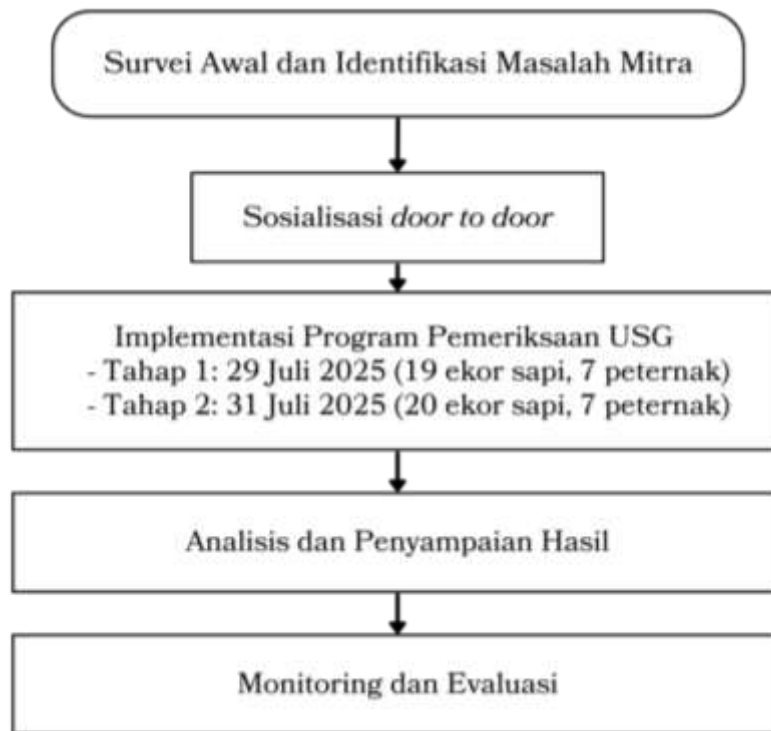 Survei Awal dan Identifikasi Masalah Mitra
Sosialisasi door to door
Implementasi Program Pemeriksaan USG
- Tahap 1: 29 Juli 2025 (19 ekor sapi, 7 peternak)
- Tahap 2: 31 Juli 2025 (20 ekor sapi, 7 peternak)
Analisis dan Penyampaian Hasil
Monitoring dan Evaluasi